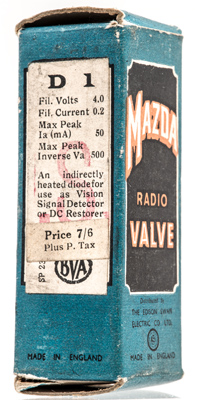 D 1
Fil. Volts 4.0
Fil. Current 0.2
Max Peak
Ia (mA) 50
Max Peak
Inverse Va 500
An indirectly
heated diode for
use as Vision
Signal Detector
or DC Restorer
Price 7/6
Plus P. Tax
BVA
MADE IN ENGLAND
MAZDA
RADIO
VALVE
Distributed by
THE EDISON SWAN
ELECTRIC CO. LTD.
MADE IN ENGLAND